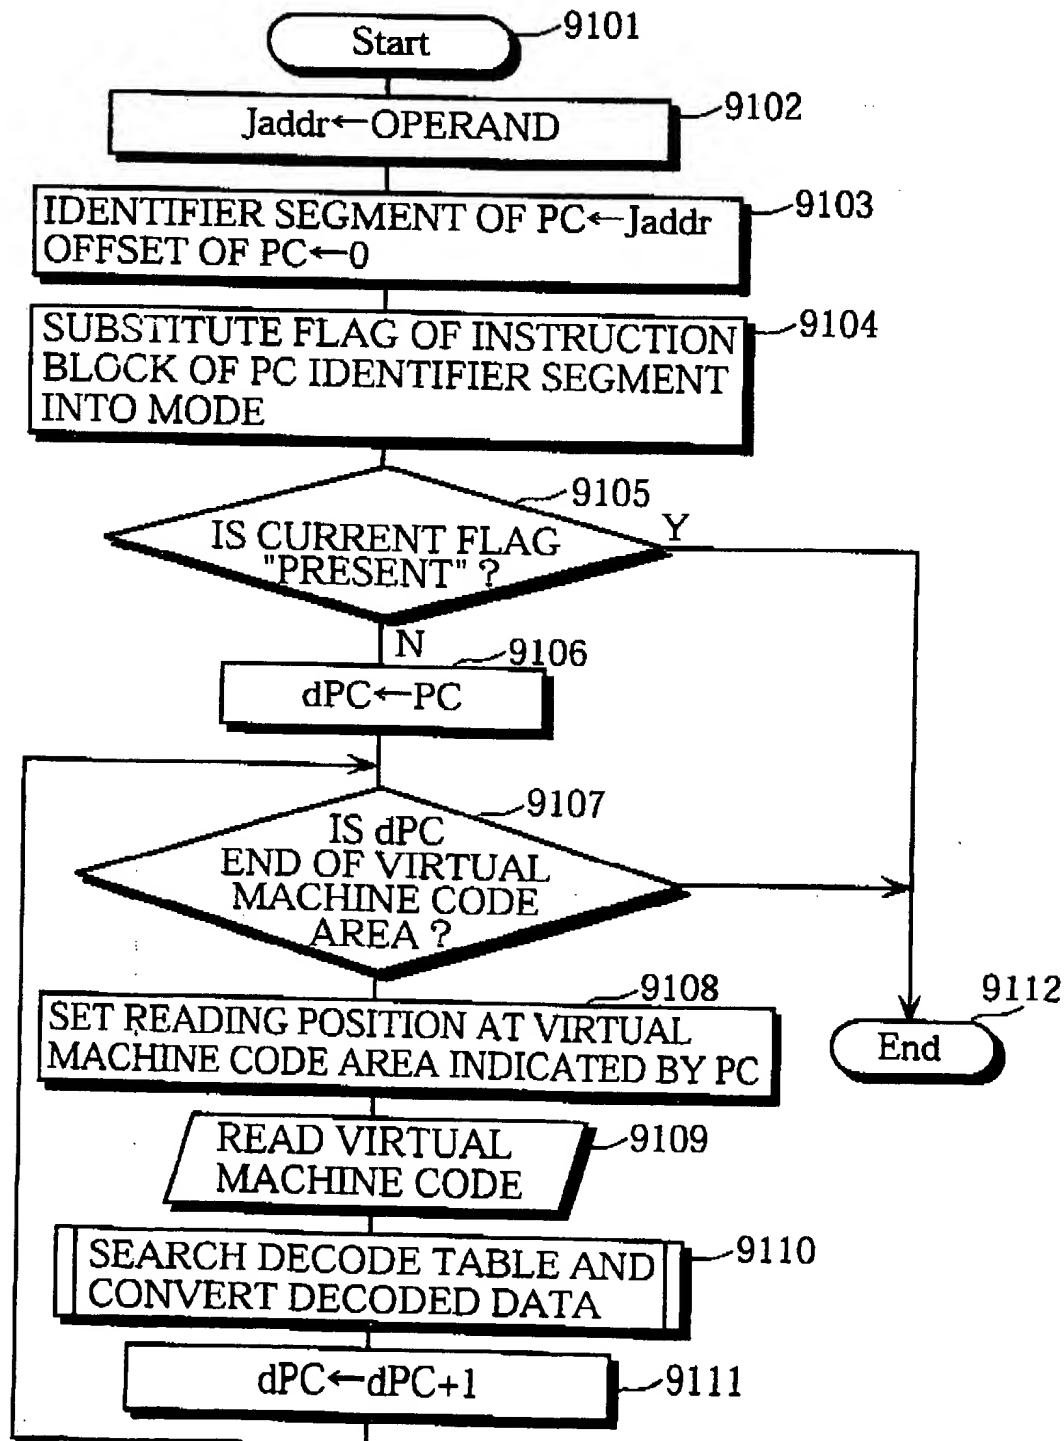 Start
9101
Jaddr←OPERAND
9102
IDENTIFIER SEGMENT OF PC←Jaddr
OFFSET OF PC←0
9103
SUBSTITUTE FLAG OF INSTRUCTION
BLOCK OF PC IDENTIFIER SEGMENT
INTO MODE
9104
9105
IS CURRENT FLAG
"PRESENT" ?
Y
N
9106
dPC←PC
9107
IS dPC
END OF VIRTUAL
MACHINE CODE
AREA ?
9108
SET READING POSITION AT VIRTUAL
MACHINE CODE AREA INDICATED BY PC
9112
End
READ VIRTUAL
MACHINE CODE
9109
SEARCH DECODE TABLE AND
CONVERT DECODED DATA
9110
dPC←dPC+1
9111